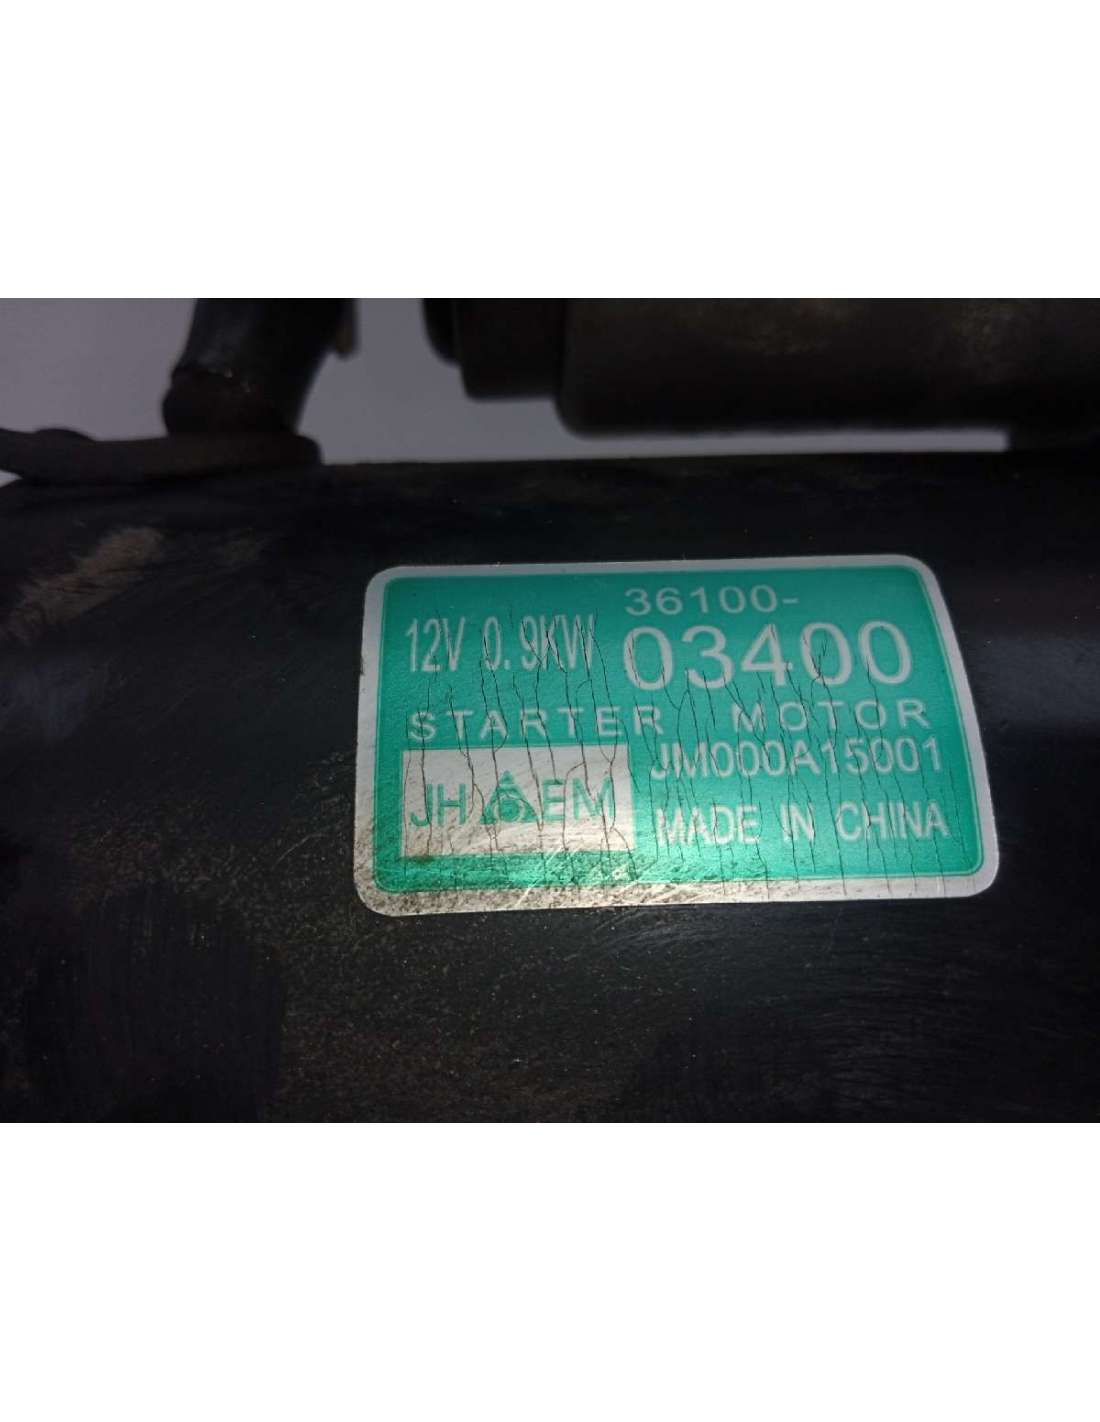 36100-
12V 0.9KW 03400
STARTER MOTOR
JM000A15001
JH EM
MADE IN CHINA